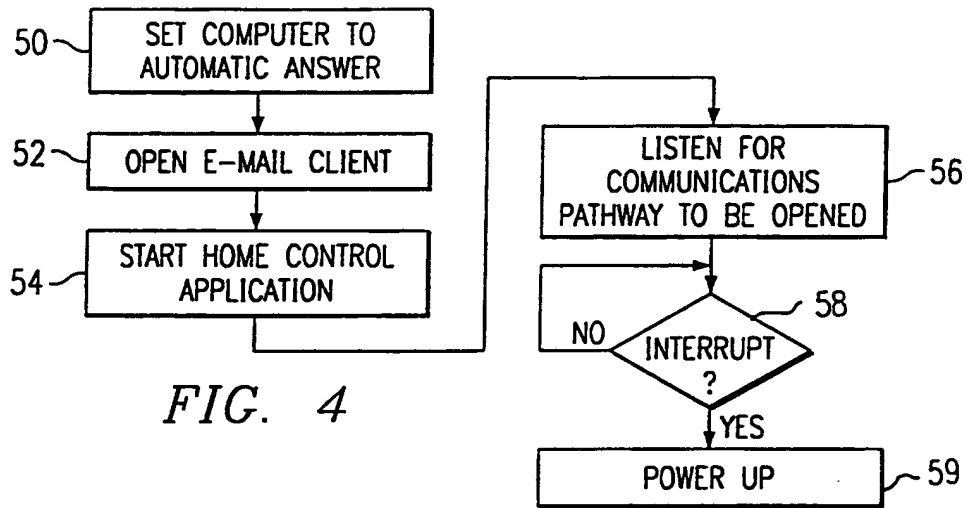 50
SET COMPUTER TO
AUTOMATIC ANSWER
52
OPEN E-MAIL CLIENT
54
START HOME CONTROL
APPLICATION
LISTEN FOR
COMMUNICATIONS
PATHWAY TO BE OPENED
56
58
NO
INTERRUPT
?
YES
POWER UP
59
FIG. 4